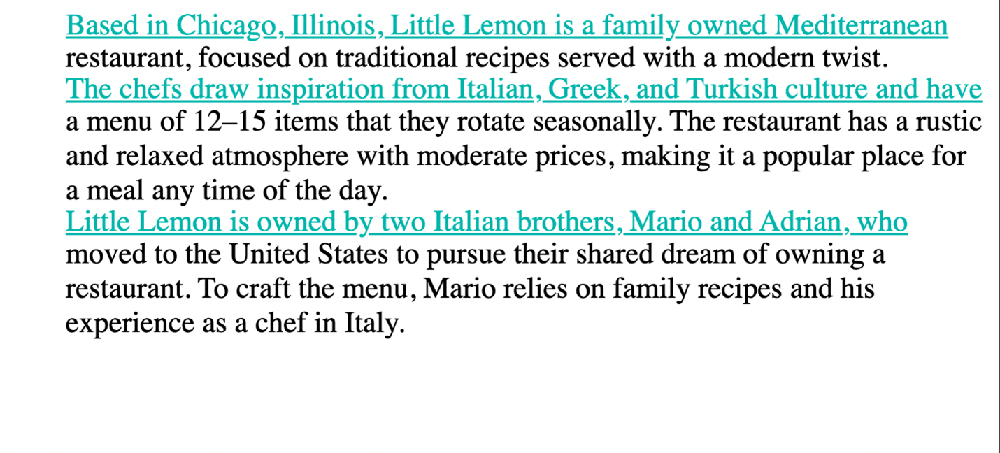 Based in Chicago, Illinois, Little Lemon is a family owned Mediterranean
restaurant, focused on traditional recipes served with a modern twist.
The chefs draw inspiration from Italian, Greek, and Turkish culture and have
a menu of 12–15 items that they rotate seasonally. The restaurant has a rustic
and relaxed atmosphere with moderate prices, making it a popular place for
a meal any time of the day.
Little Lemon is owned by two Italian brothers, Mario and Adrian, who
moved to the United States to pursue their shared dream of owning a
restaurant. To craft the menu, Mario relies on family recipes and his
experience as a chef in Italy.